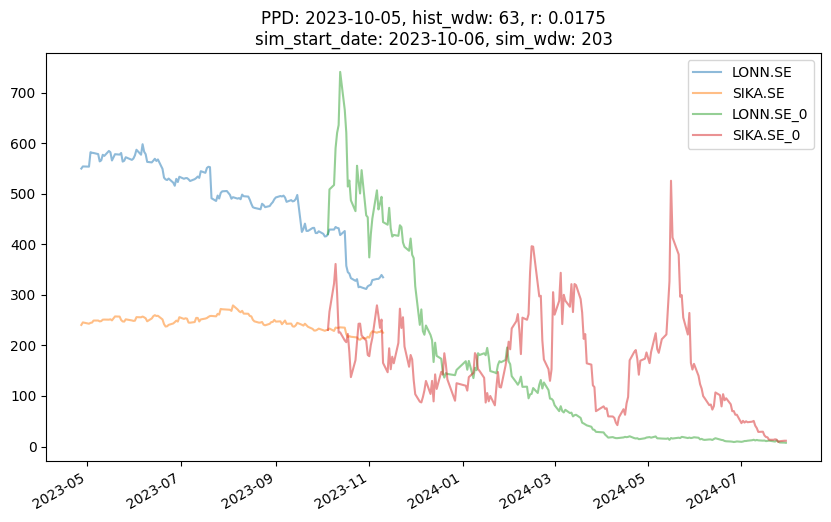 PPD: 2023-10-05, hist_wdw: 63, r: 0.0175
sim_start_date: 2023-10-06, sim_wdw: 203
LONN.SE
SIKA.SE
LONN.SE_0
SIKA.SE_0
700
600
500
400
300
200
100
0
2023-05
2023-07
2023-09
2023-11
2024-01
2024-03
2024-05
2024-07